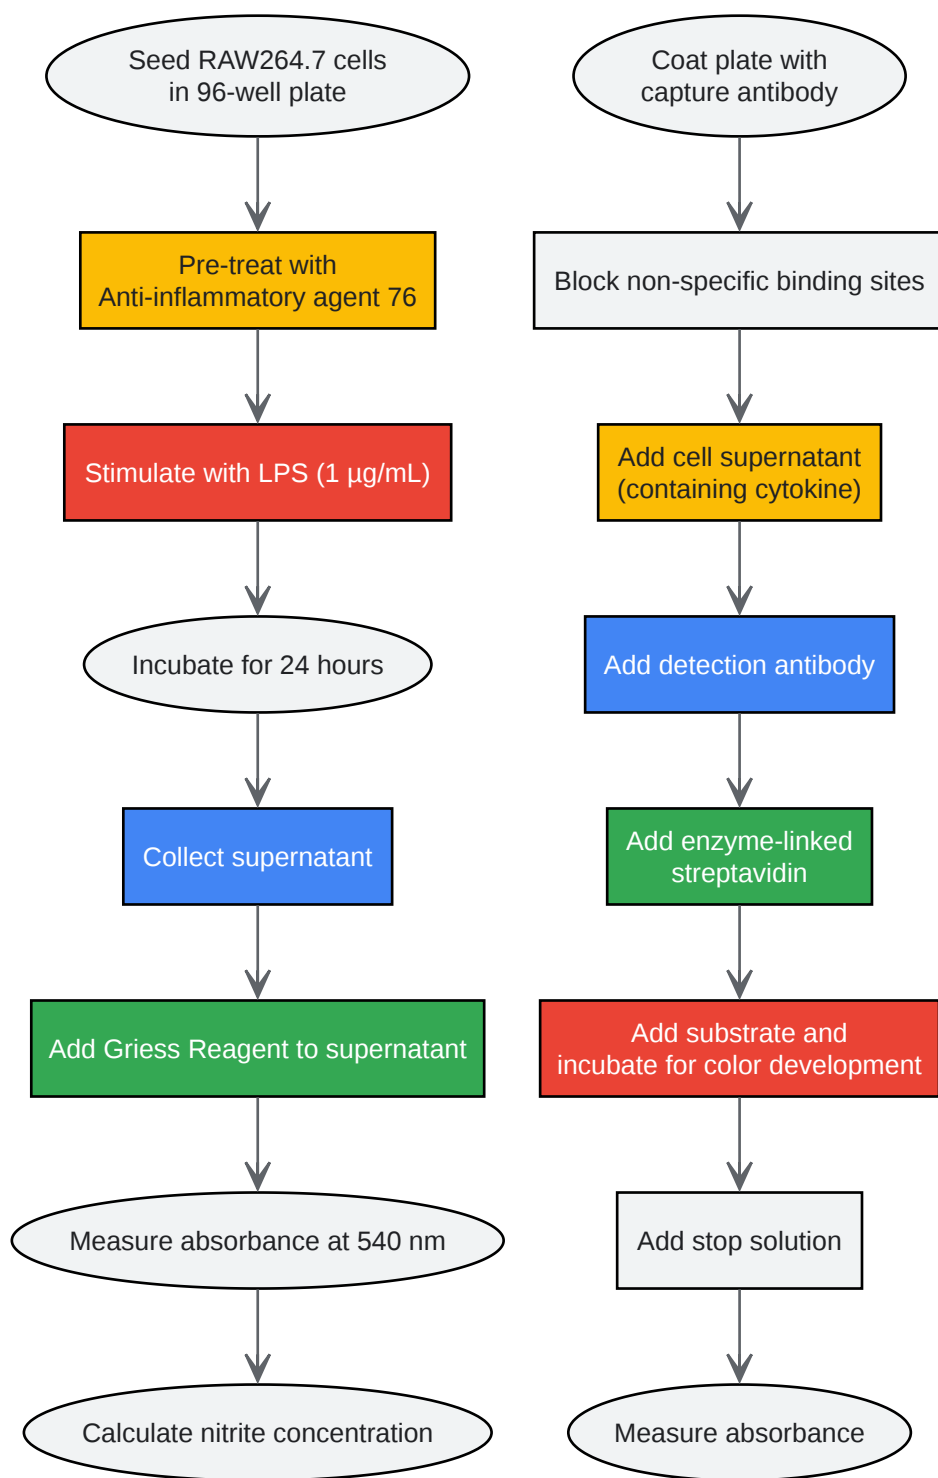 Seed RAW264.7 cells
in 96-well plate
Pre-treat with
Anti-inflammatory agent 76
Stimulate with LPS (1 µg/mL)
Incubate for 24 hours
Collect supernatant
Add Griess Reagent to supernatant
Measure absorbance at 540 nm
Calculate nitrite concentration
Coat plate with
capture antibody
Block non-specific binding sites
Add cell supernatant
(containing cytokine)
Add detection antibody
Add enzyme-linked
streptavidin
Add substrate and
incubate for color development
Add stop solution
Measure absorbance